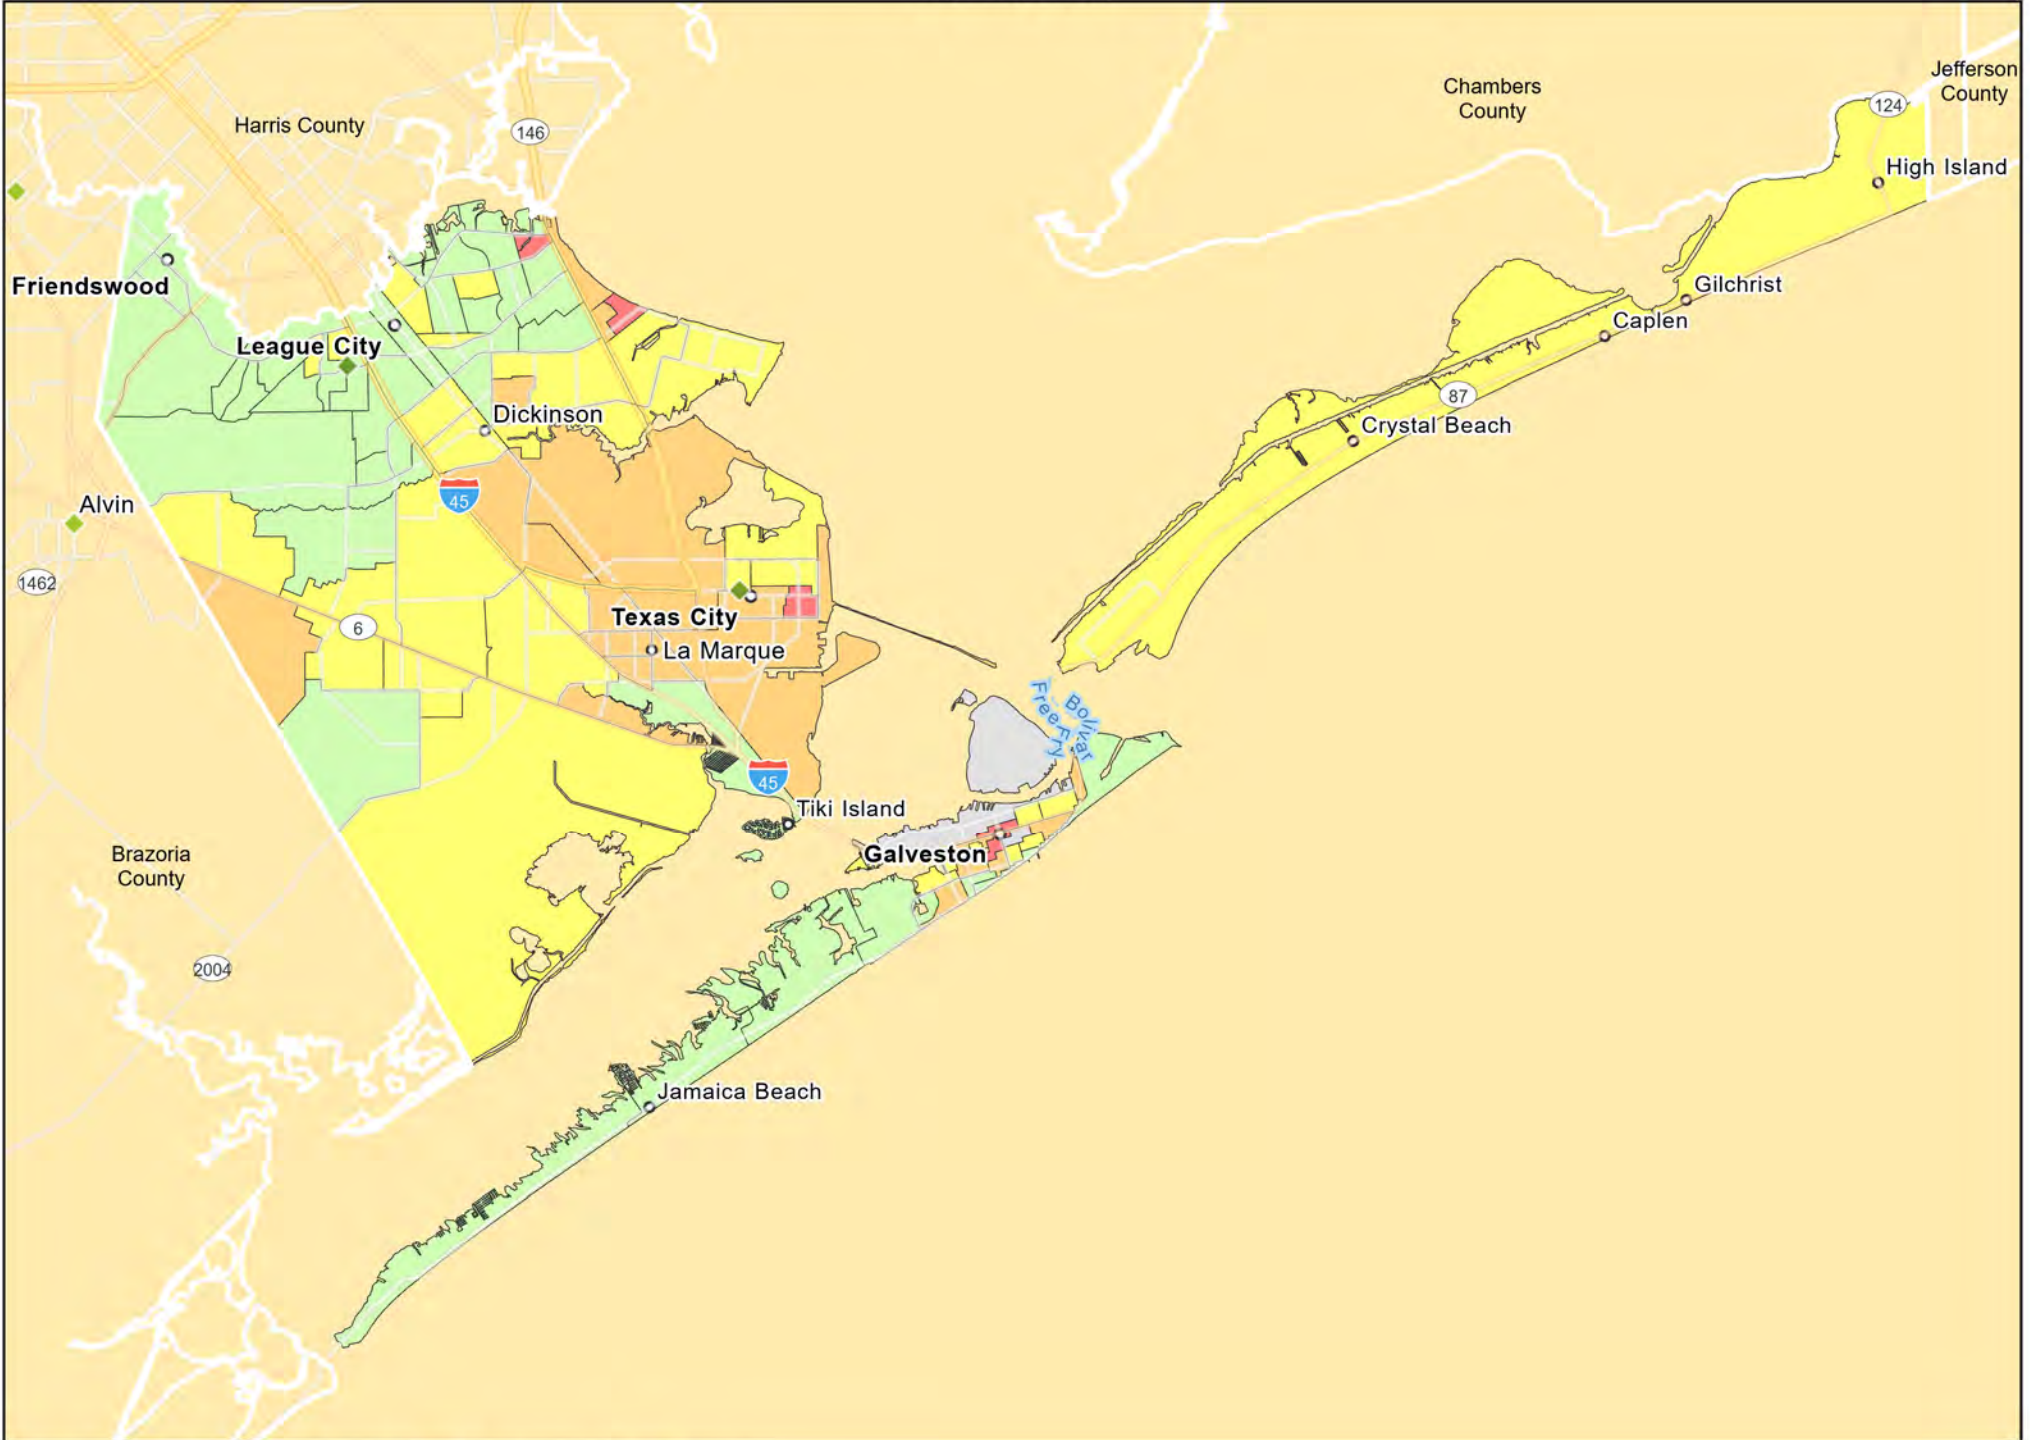 Jefferson
County
Chambers
County
124
Harris County
146
High Island
Friendswood
Gilchrist
Caplen
League City
87
Dickinson
Crystal Beach
45
Alvin
1462
Texas City
6
La Marque
Bolivar
Free Ferry
45
Tiki Island
Brazoria
County
Galveston
2004
Jamaica Beach